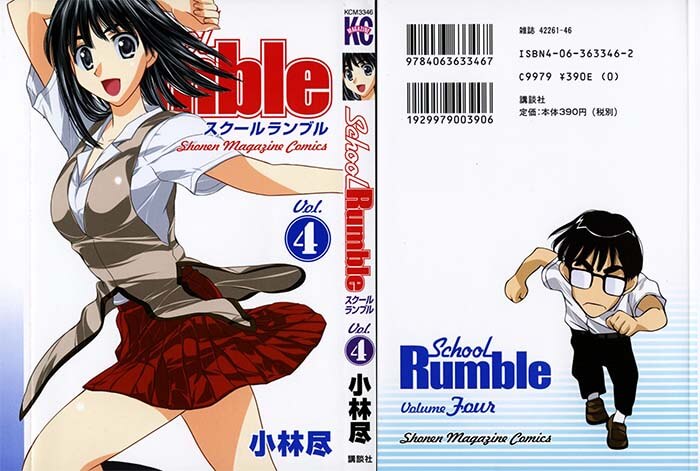 Rumble
スクールランブル
Shonen Magazine Comics
Vol.
4
小林尽
KCM3346
MAGAZINE
KC
School
Rumble
スクール
ランブル
Vol.
4
小林尽
講談社
9784063633467
1929979003906
雑誌 42261-46
ISBN4-06-363346-2
C9979 ¥390E (0)
講談社
定価:本体390円(税別)
School
Rumble
Volume Four
Shonen Magazine Comics